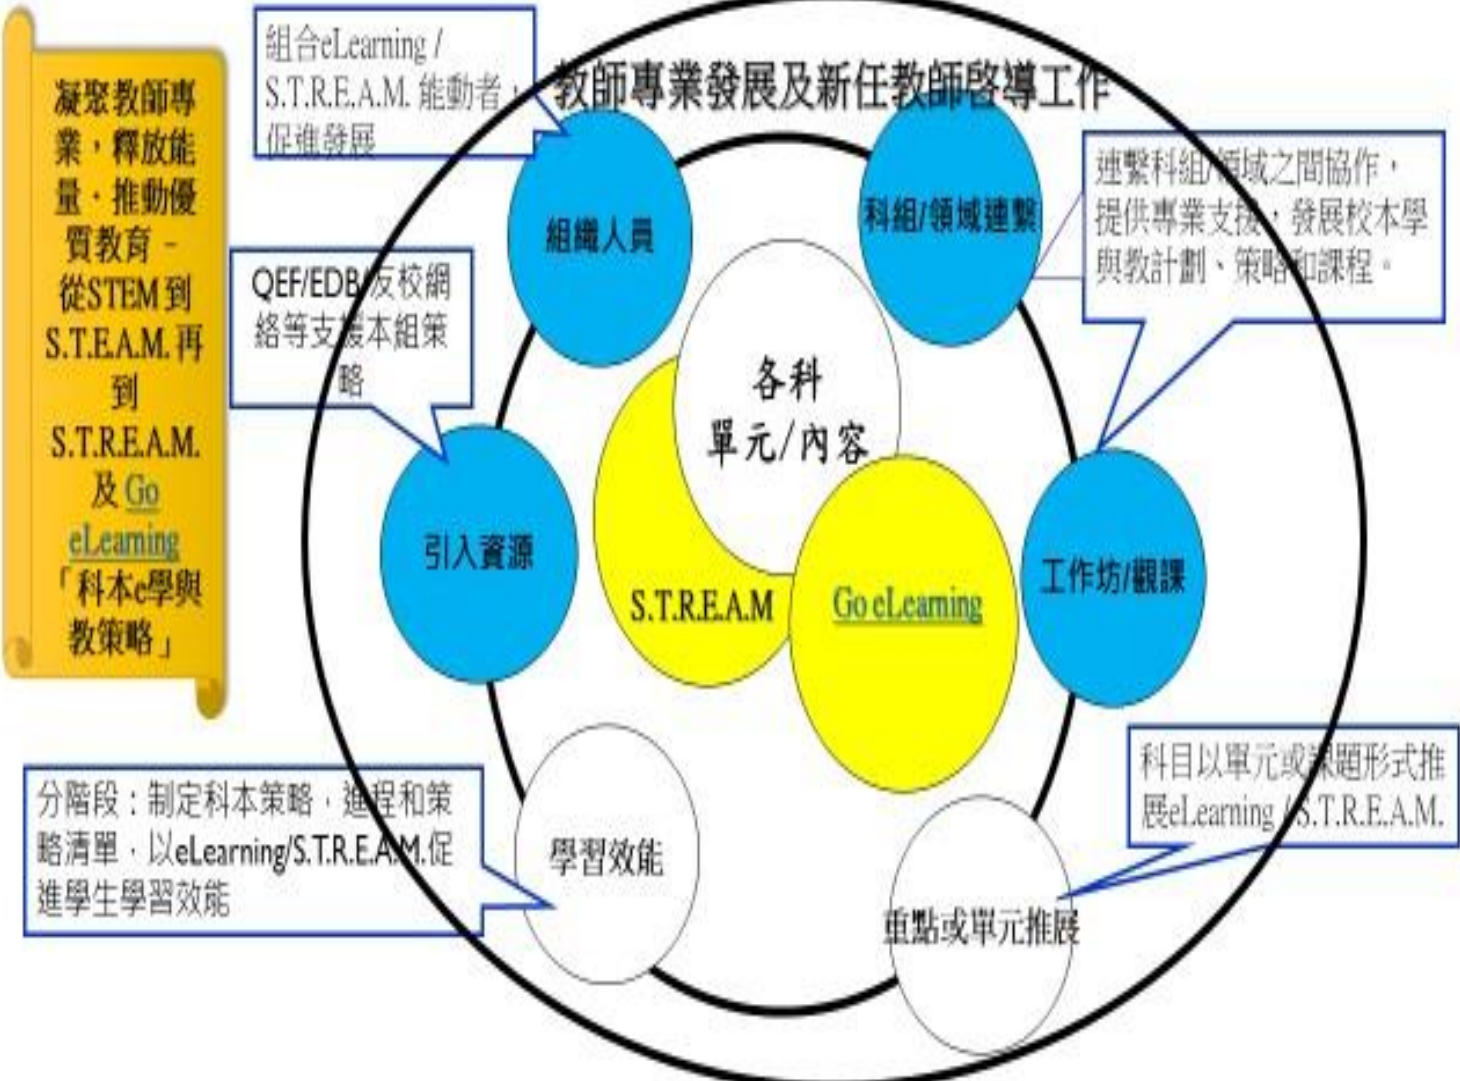 凝聚教師專
業，釋放能
量．推動優
質教育 –
從STEM 到
S.T.E.A.M. 再
到
S.T.R.E.A.M.
及 Go
eLearning
「科本e學與
教策略」
組合eLearning /
S.T.R.E.A.M. 能動者，
促進發展
教師專業發展及新任教師啓導工作
連繫科組/領域之間協作，
提供專業支援，發展校本學
與教計劃、策略和課程。
組織人員
科組/領域連繫
QEF/EDB/友校網
絡等支援本組策
略
各科
單元/內容
引入資源
S.T.R.E.A.M
Go eLearning
工作坊/觀課
分階段：制定科本策略，進程和策
略清單，以eLearning/S.T.R.E.A.M.促
進學生學習效能
學習效能
重點或單元推展
科目以單元或課題形式推
展eLearning / S.T.R.E.A.M.